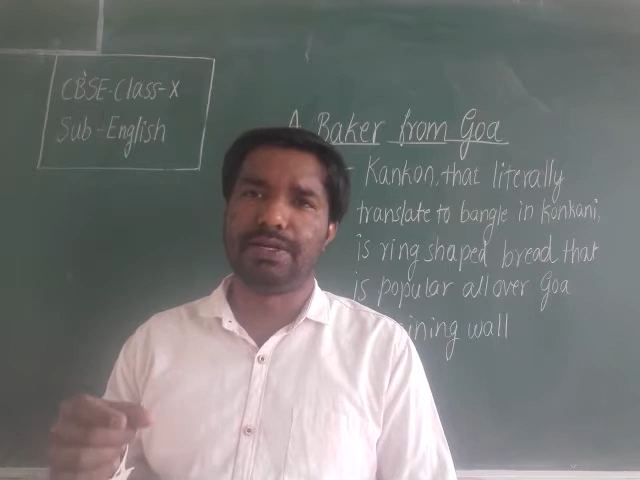 CBSE-Class-X
Sub-English
A Baker from Goa
- Kankon, that literally
translate to bangle in Konkani,
is ring shaped bread that
is popular all over Goa
ining wall